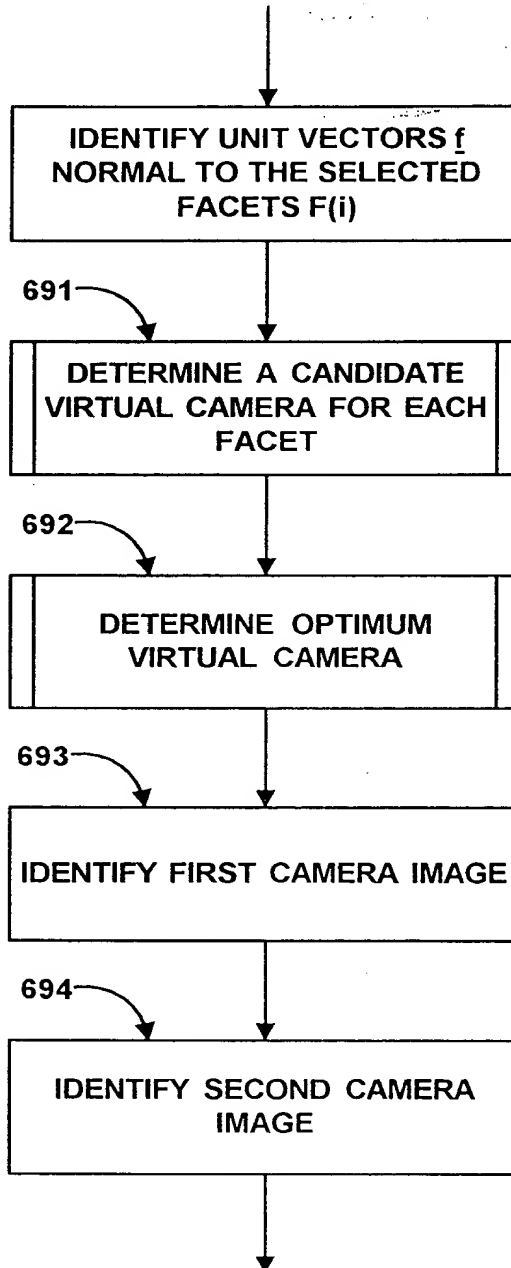 IDENTIFY UNIT VECTORS f
NORMAL TO THE SELECTED
FACETS F(i)
691
DETERMINE A CANDIDATE
VIRTUAL CAMERA FOR EACH
FACET
692
DETERMINE OPTIMUM
VIRTUAL CAMERA
693
IDENTIFY FIRST CAMERA IMAGE
694
IDENTIFY SECOND CAMERA
IMAGE